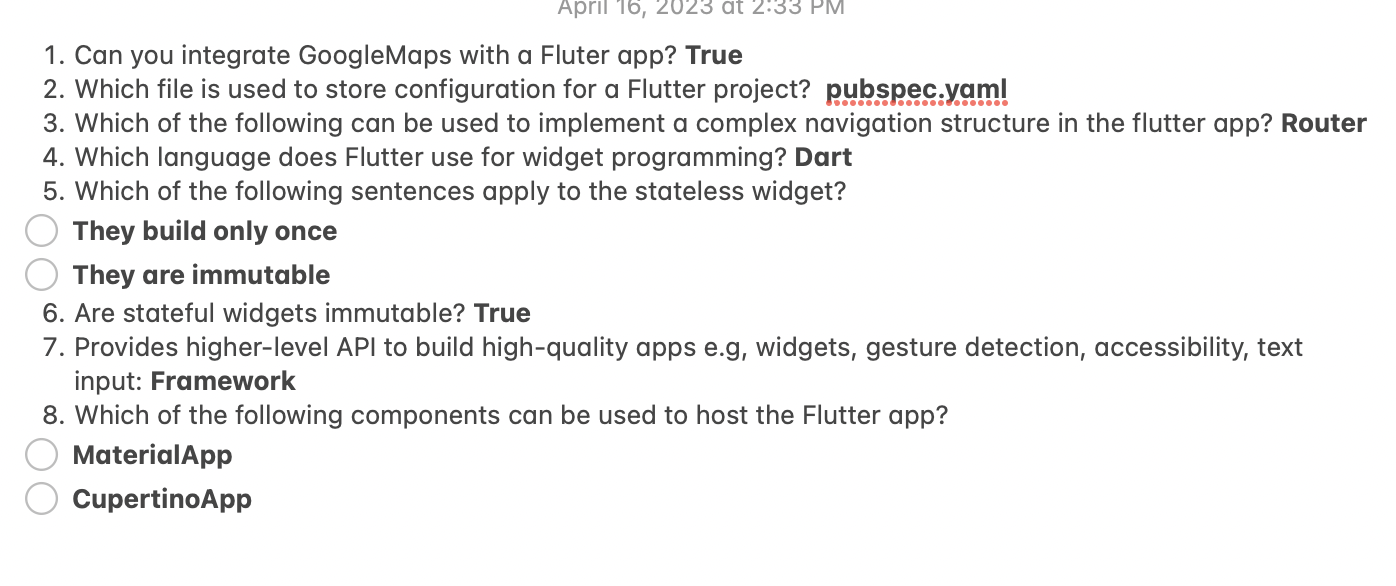 April 16, 2023 at 2:33 PM
1. Can you integrate GoogleMaps with a Fluter app? True
2. Which file is used to store configuration for a Flutter project?  pubspec.yaml
3. Which of the following can be used to implement a complex navigation structure in the flutter app? Router
4. Which language does Flutter use for widget programming? Dart
5. Which of the following sentences apply to the stateless widget?
They build only once
They are immutable
6. Are stateful widgets immutable? True
7. Provides higher-level API to build high-quality apps e.g, widgets, gesture detection, accessibility, text
input: Framework
8. Which of the following components can be used to host the Flutter app?
MaterialApp
CupertinoApp